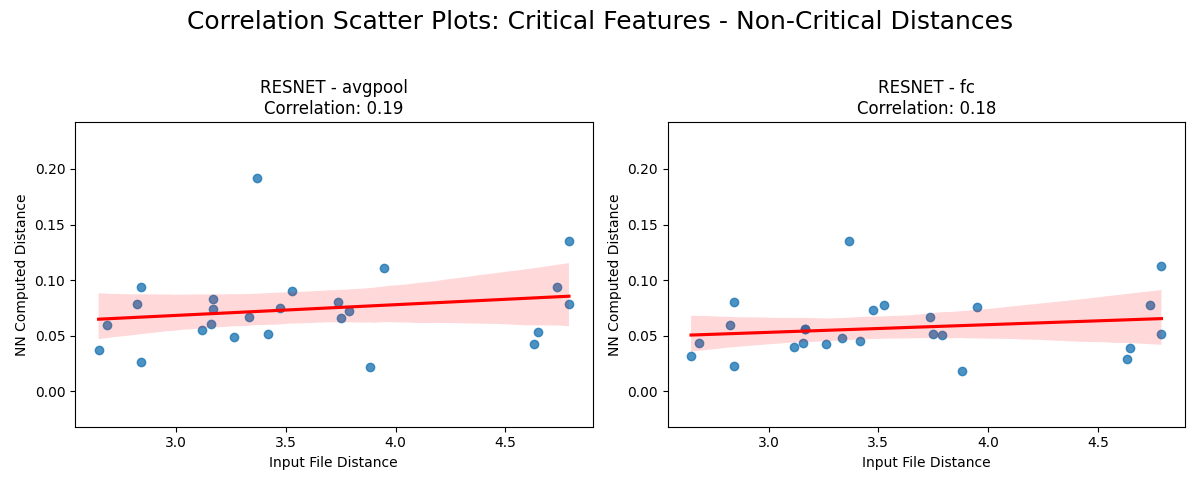 Correlation Scatter Plots: Critical Features - Non-Critical Distances
RESNET - avgpool
Correlation: 0.19
NN Computed Distance
0.20
0.15
0.10
0.05
0.00
3.0
3.5
4.0
4.5
Input File Distance
RESNET - fc
Correlation: 0.18
NN Computed Distance
0.20
0.15
0.10
0.05
0.00
3.0
3.5
4.0
4.5
Input File Distance